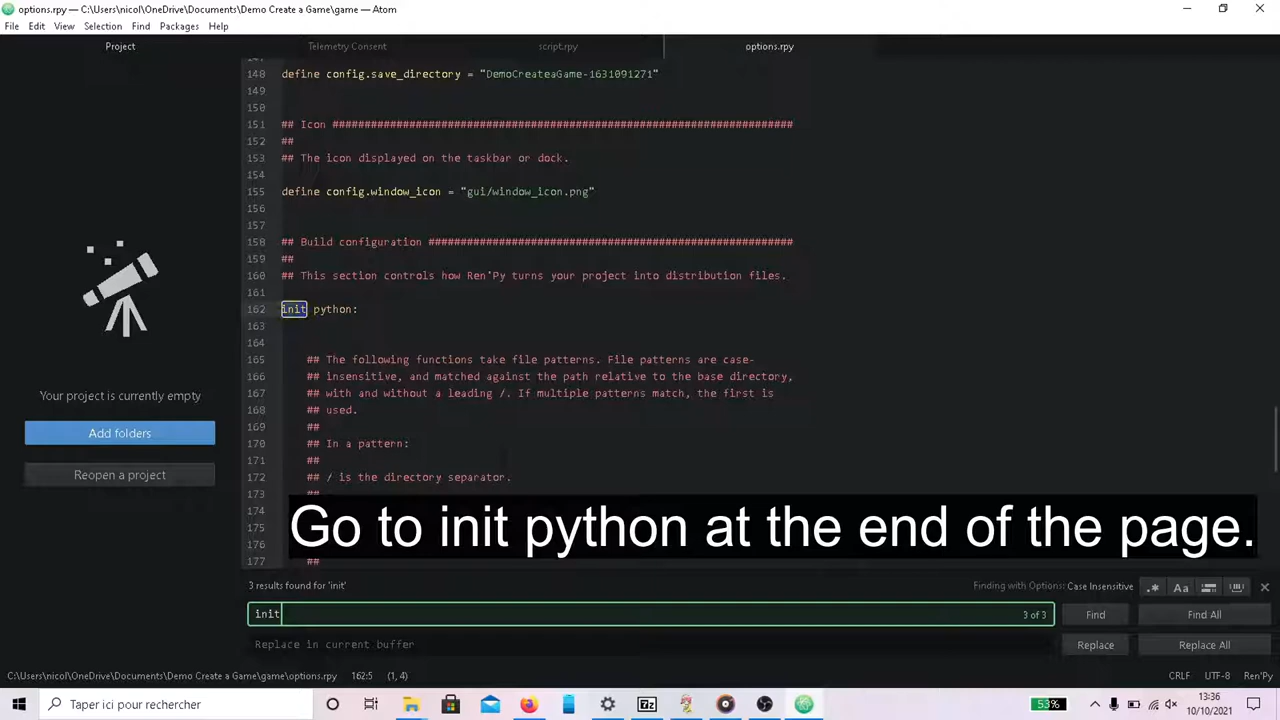 options.rpy — C:\Users\nicol\OneDrive\Documents\Demo Create a Game\game — Atom
File Edit View Selection Find Packages Help
Project
Telemetry Consent
script.rpy
options.rpy
148 define config.save_directory = "DemoCreateaGame-1631091271"
149
150
151 ## Icon ########################################################################
152 ##
153 ## The icon displayed on the taskbar or dock.
154
155 define config.window_icon = "gui/window_icon.png"
156
157
158 ## Build configuration #########################################################
159 ##
160 ## This section controls how Ren'Py turns your project into distribution files.
161
162 init python:
163
164
165 ## The following functions take file patterns. File patterns are case-
166 ## insensitive, and matched against the path relative to the base directory,
167 ## with and without a leading /. If multiple patterns match, the first is
168 ## used.
169 ##
170 ## In a pattern:
171 ##
172 ## / is the directory separator.
173 ##
174
175
176
177 ##
Your project is currently empty
Add folders
Reopen a project
Go to init python at the end of the page.
3 results found for 'init'
Finding with Options: Case Insensitive
.* Aa
init
3 of 3
Find
Find All
Replace in current buffer
Replace
Replace All
C:\Users\nicol\OneDrive\Documents\Demo Create a Game\game\options.rpy 162:5 (1, 4)
CRLF UTF-8 Ren'Py
Taper ici pour rechercher
7z
53%
13:36
10/10/2021